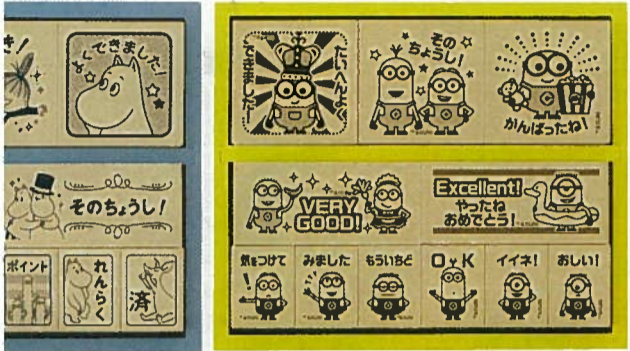 き！
よくできました！
そのちょうし！
ポイント
れんらく
済
たいへんよく
できました！
その
ちょうし！
がんばったね！
VERY
GOOD!
Excellent!
やったね
おめでとう！
気をつけて
みました
もういちど
OK
イイネ！
おしい！